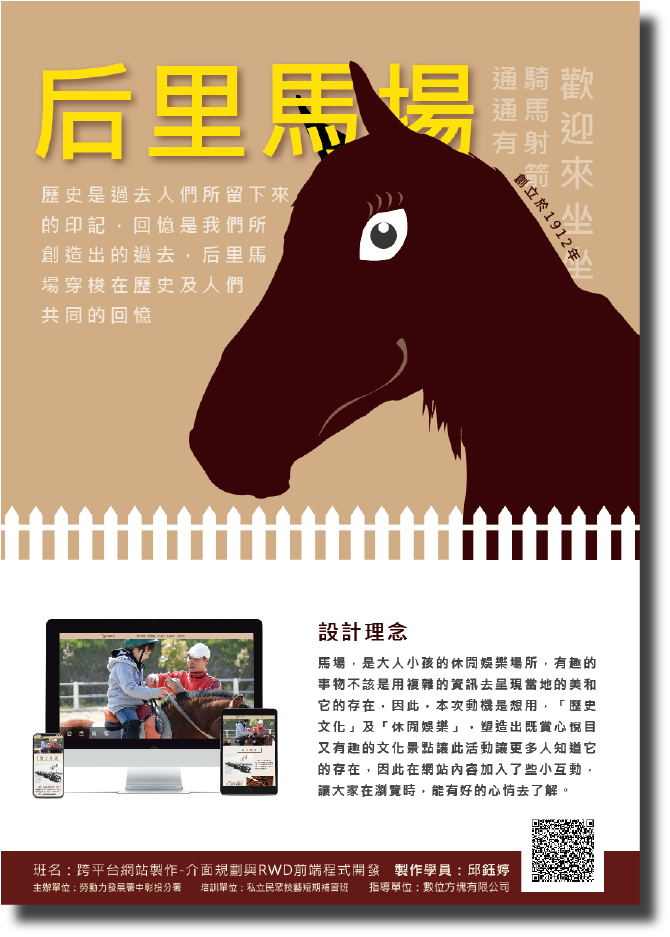 后里馬場
歷史是過去人們所留下來
的印記，回憶是我們所
創造出的過去，后里馬
場穿梭在歷史及人們
共同的回憶
歡迎來坐坐
騎馬射箭
通通有
創立於1912年
設計理念
馬場，是大人小孩的休閒娛樂場所，有趣的
事物不該是用複雜的資訊去呈現當地的美和
它的存在，因此，本次動機是想用，「歷史
文化」及「休閒娛樂」，塑造出既賞心悅目
又有趣的文化景點讓此活動讓更多人知道它
的存在，因此在網站內容加入了些小互動，
讓大家在瀏覽時，能有好的心情去了解。
班名：跨平台網站製作-介面規劃與RWD前端程式開發 製作學員：邱鈺婷
主辦單位：勞動力發展署中彰投分署 培訓單位：私立民眾技藝短期補習班 指導單位：數位方塊有限公司